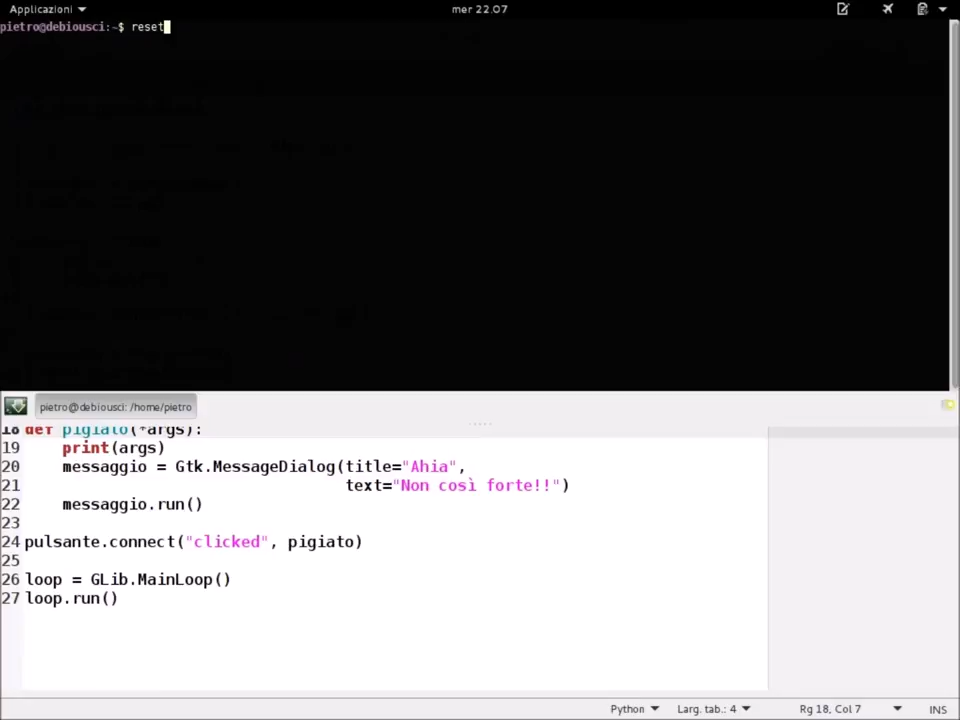 Applicazioni
mer 22.07
pietro@debiousci:~$ reset
pietro@debiousci: /home/pietro
18 def pigiato(*args):
19 print(args)
20 messaggio = Gtk.MessageDialog(title="Ahia",
21 text="Non così forte!!")
22 messaggio.run()
23
24 pulsante.connect("clicked", pigiato)
25
26 loop = GLib.MainLoop()
27 loop.run()
Python Larg. tab.: 4 Rg 18, Col 7 INS